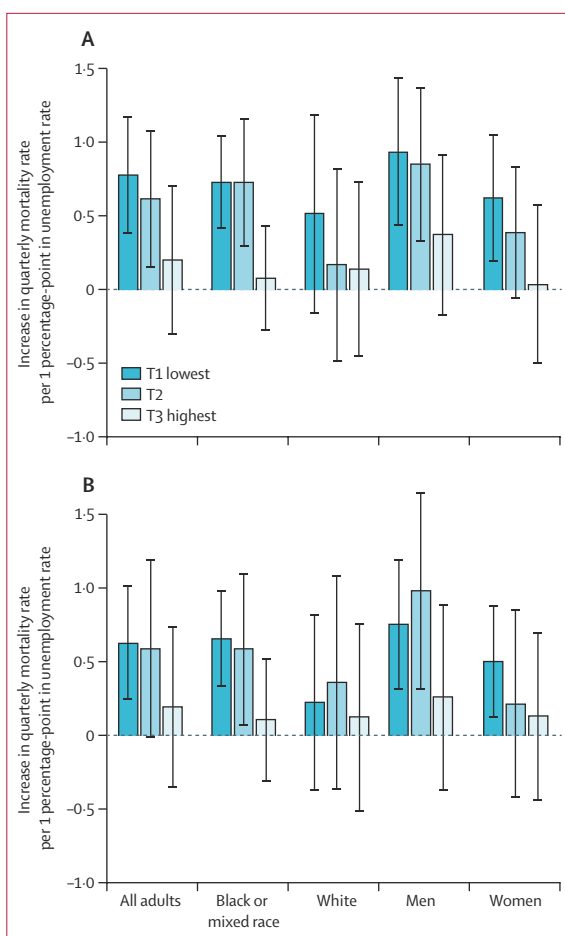 A
Increase in quarterly mortality rate
per 1 percentage-point in unemployment rate
1·5
1·0
0·5
0
–0·5
–1·0
T1 lowest
T2
T3 highest
B
Increase in quarterly mortality rate
per 1 percentage-point in unemployment rate
1·5
1·0
0·5
0
–0·5
–1·0
All adults
Black or
mixed race
White
Men
Women